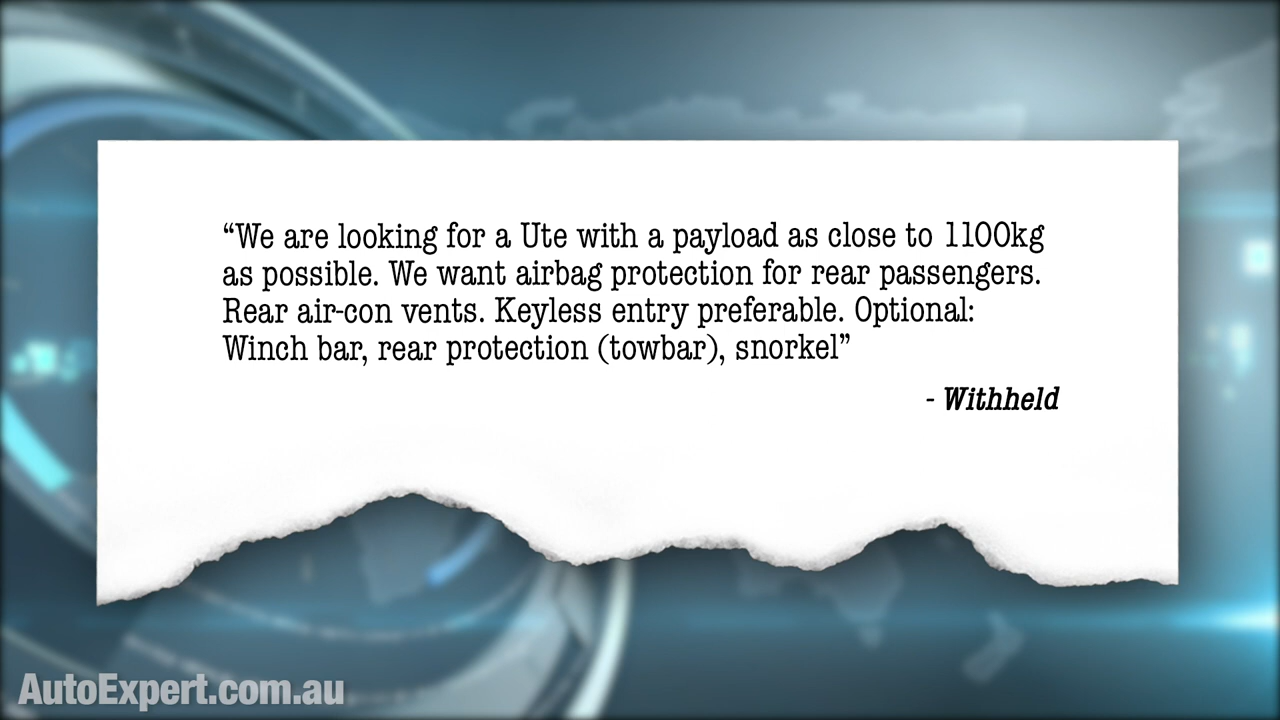 “We are looking for a Ute with a payload as close to 1100kg
as possible. We want airbag protection for rear passengers.
Rear air-con vents. Keyless entry preferable. Optional:
Winch bar, rear protection (towbar), snorkel”
- Withheld
AutoExpert.com.au